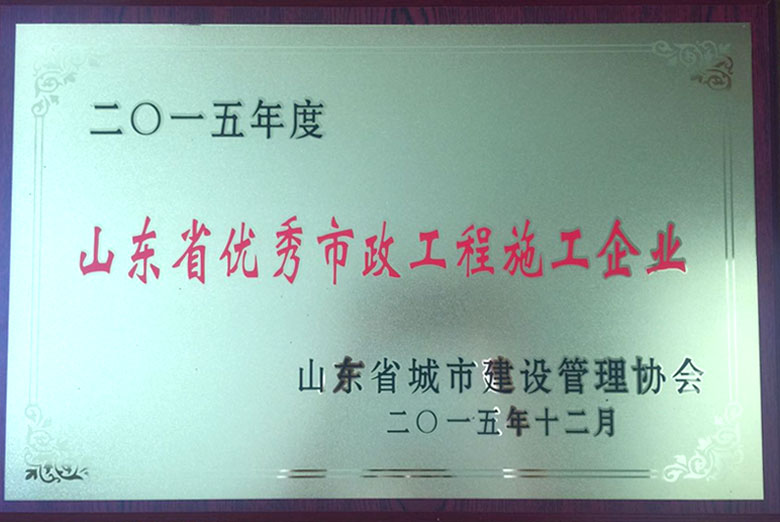 二〇一五年度
山东省优秀市政工程施工企业
山东省城市建设管理协会
二〇一五年十二月